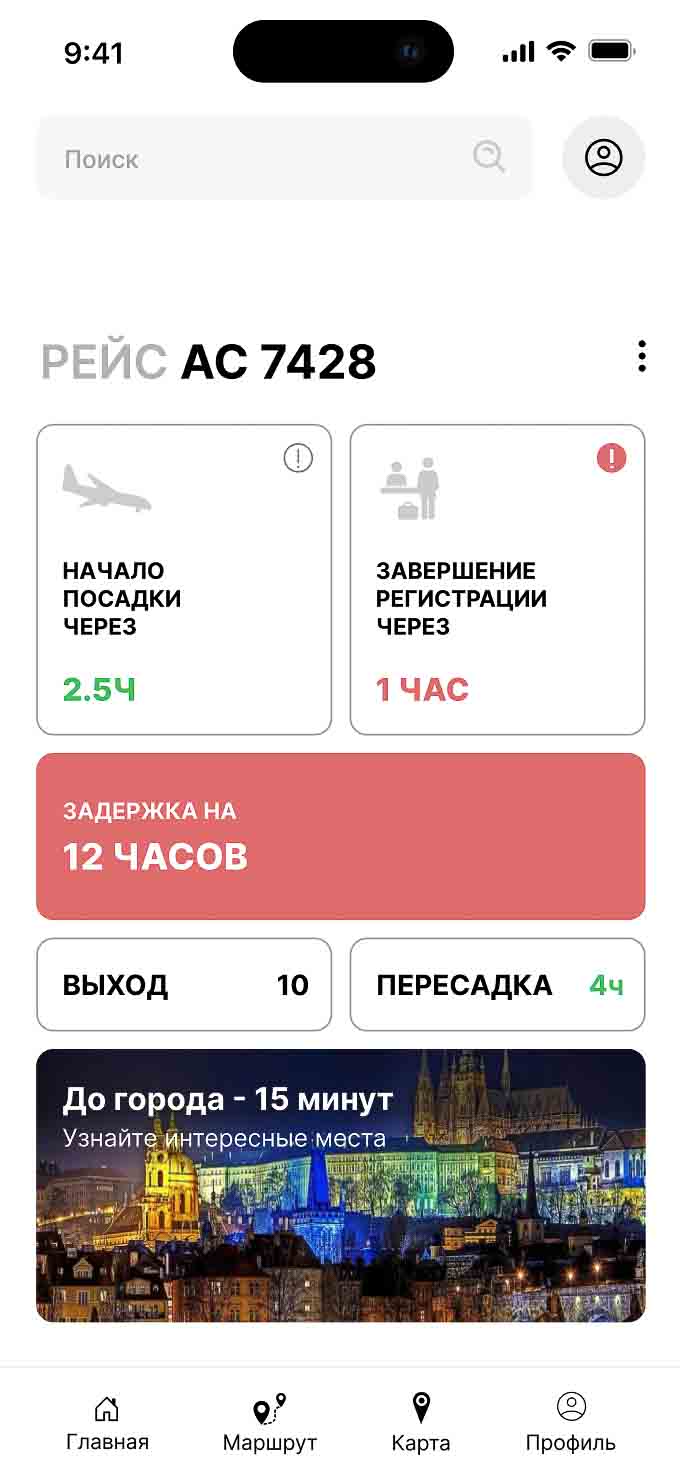 9:41
Поиск
РЕЙС АС 7428
НАЧАЛО
ПОСАДКИ
ЧЕРЕЗ
2.5Ч
ЗАВЕРШЕНИЕ
РЕГИСТРАЦИИ
ЧЕРЕЗ
1 ЧАС
ЗАДЕРЖКА НА
12 ЧАСОВ
ВЫХОД 10
ПЕРЕСАДКА 4ч
До города - 15 минут
Узнайте интересные места
Главная
Маршрут
Карта
Профиль